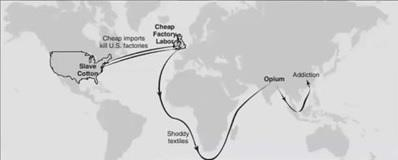 Cheap
Factory
Labor
Cheap imports
kill U.S. factories
Slave
Cotton
Opium
Addiction
Shoddy
textiles